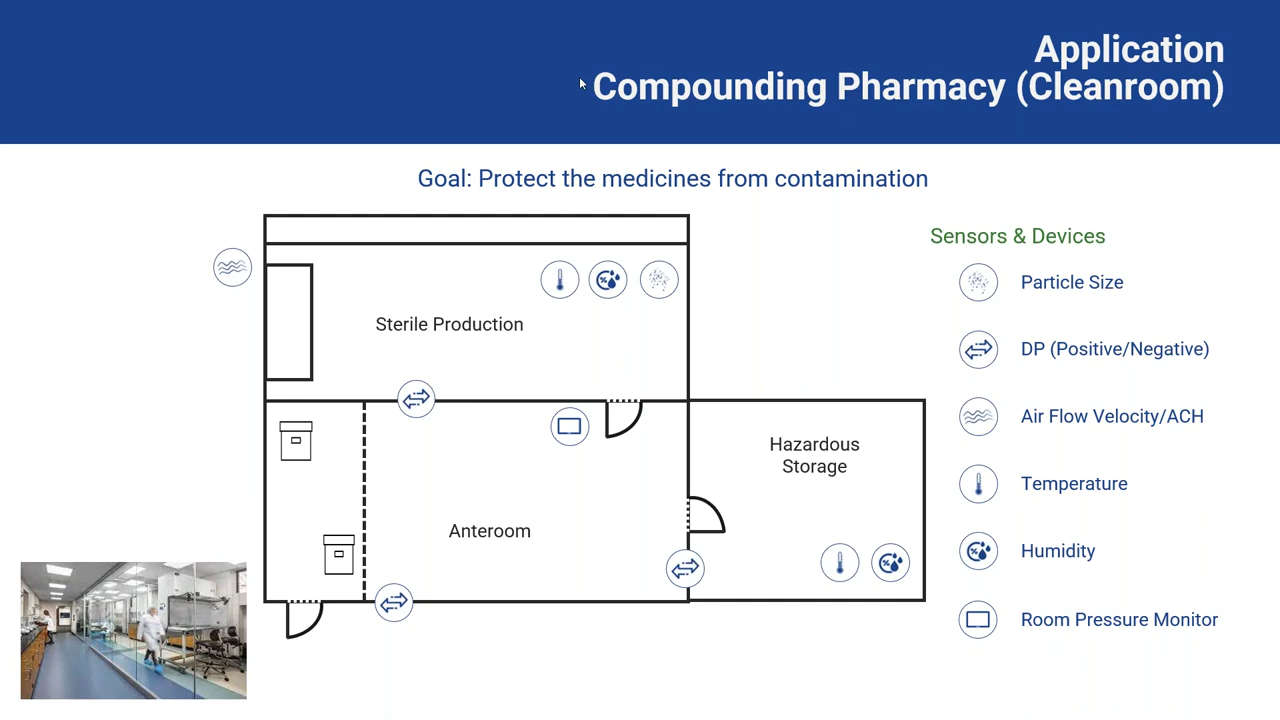 Application
Compounding Pharmacy (Cleanroom)
Goal: Protect the medicines from contamination
Sensors & Devices
Particle Size
DP (Positive/Negative)
Air Flow Velocity/ACH
Temperature
Humidity
Room Pressure Monitor
Sterile Production
Anteroom
Hazardous
Storage